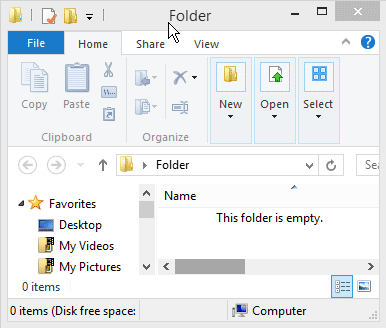 Folder
File Home Share View
Copy Paste New Open Select
Clipboard Organize
Folder
Favorites
Desktop
My Videos
My Pictures
Name
This folder is empty.
0 items
0 items (Disk free space: Computer